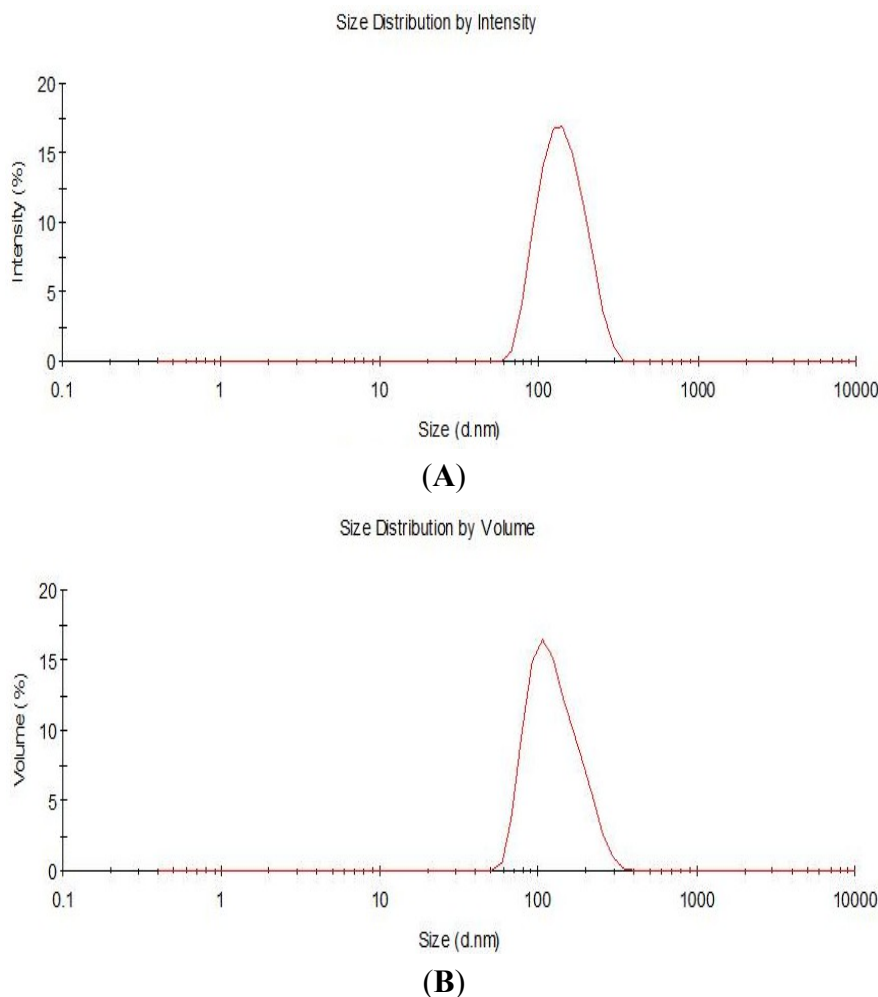 Size Distribution by Intensity
20
15
10
5
0
Intensity (%)
0.1 1 10 100 1000 10000
Size (d.nm)
(A)
Size Distribution by Volume
20
15
10
5
0
Volume (%)
0.1 1 10 100 1000 10000
Size (d.nm)
(B)